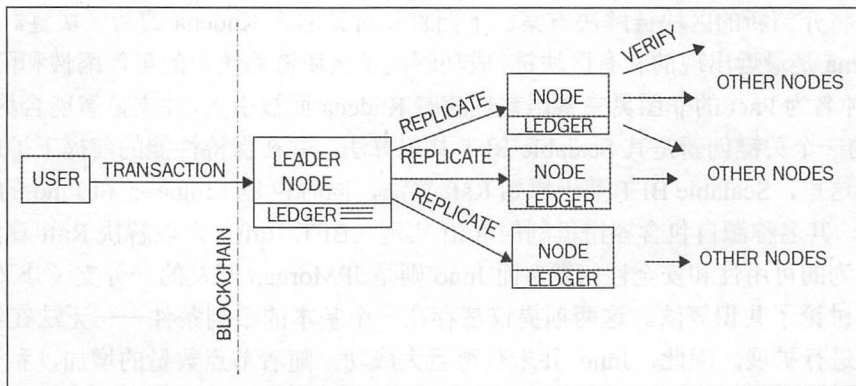 VERIFY
OTHER NODES
REPLICATE
NODE
LEDGER
LEADER
NODE
LEDGER
USER
TRANSACTION
REPLICATE
NODE
LEDGER
OTHER NODES
REPLICATE
NODE
LEDGER
OTHER NODES
BLOCKCHAIN